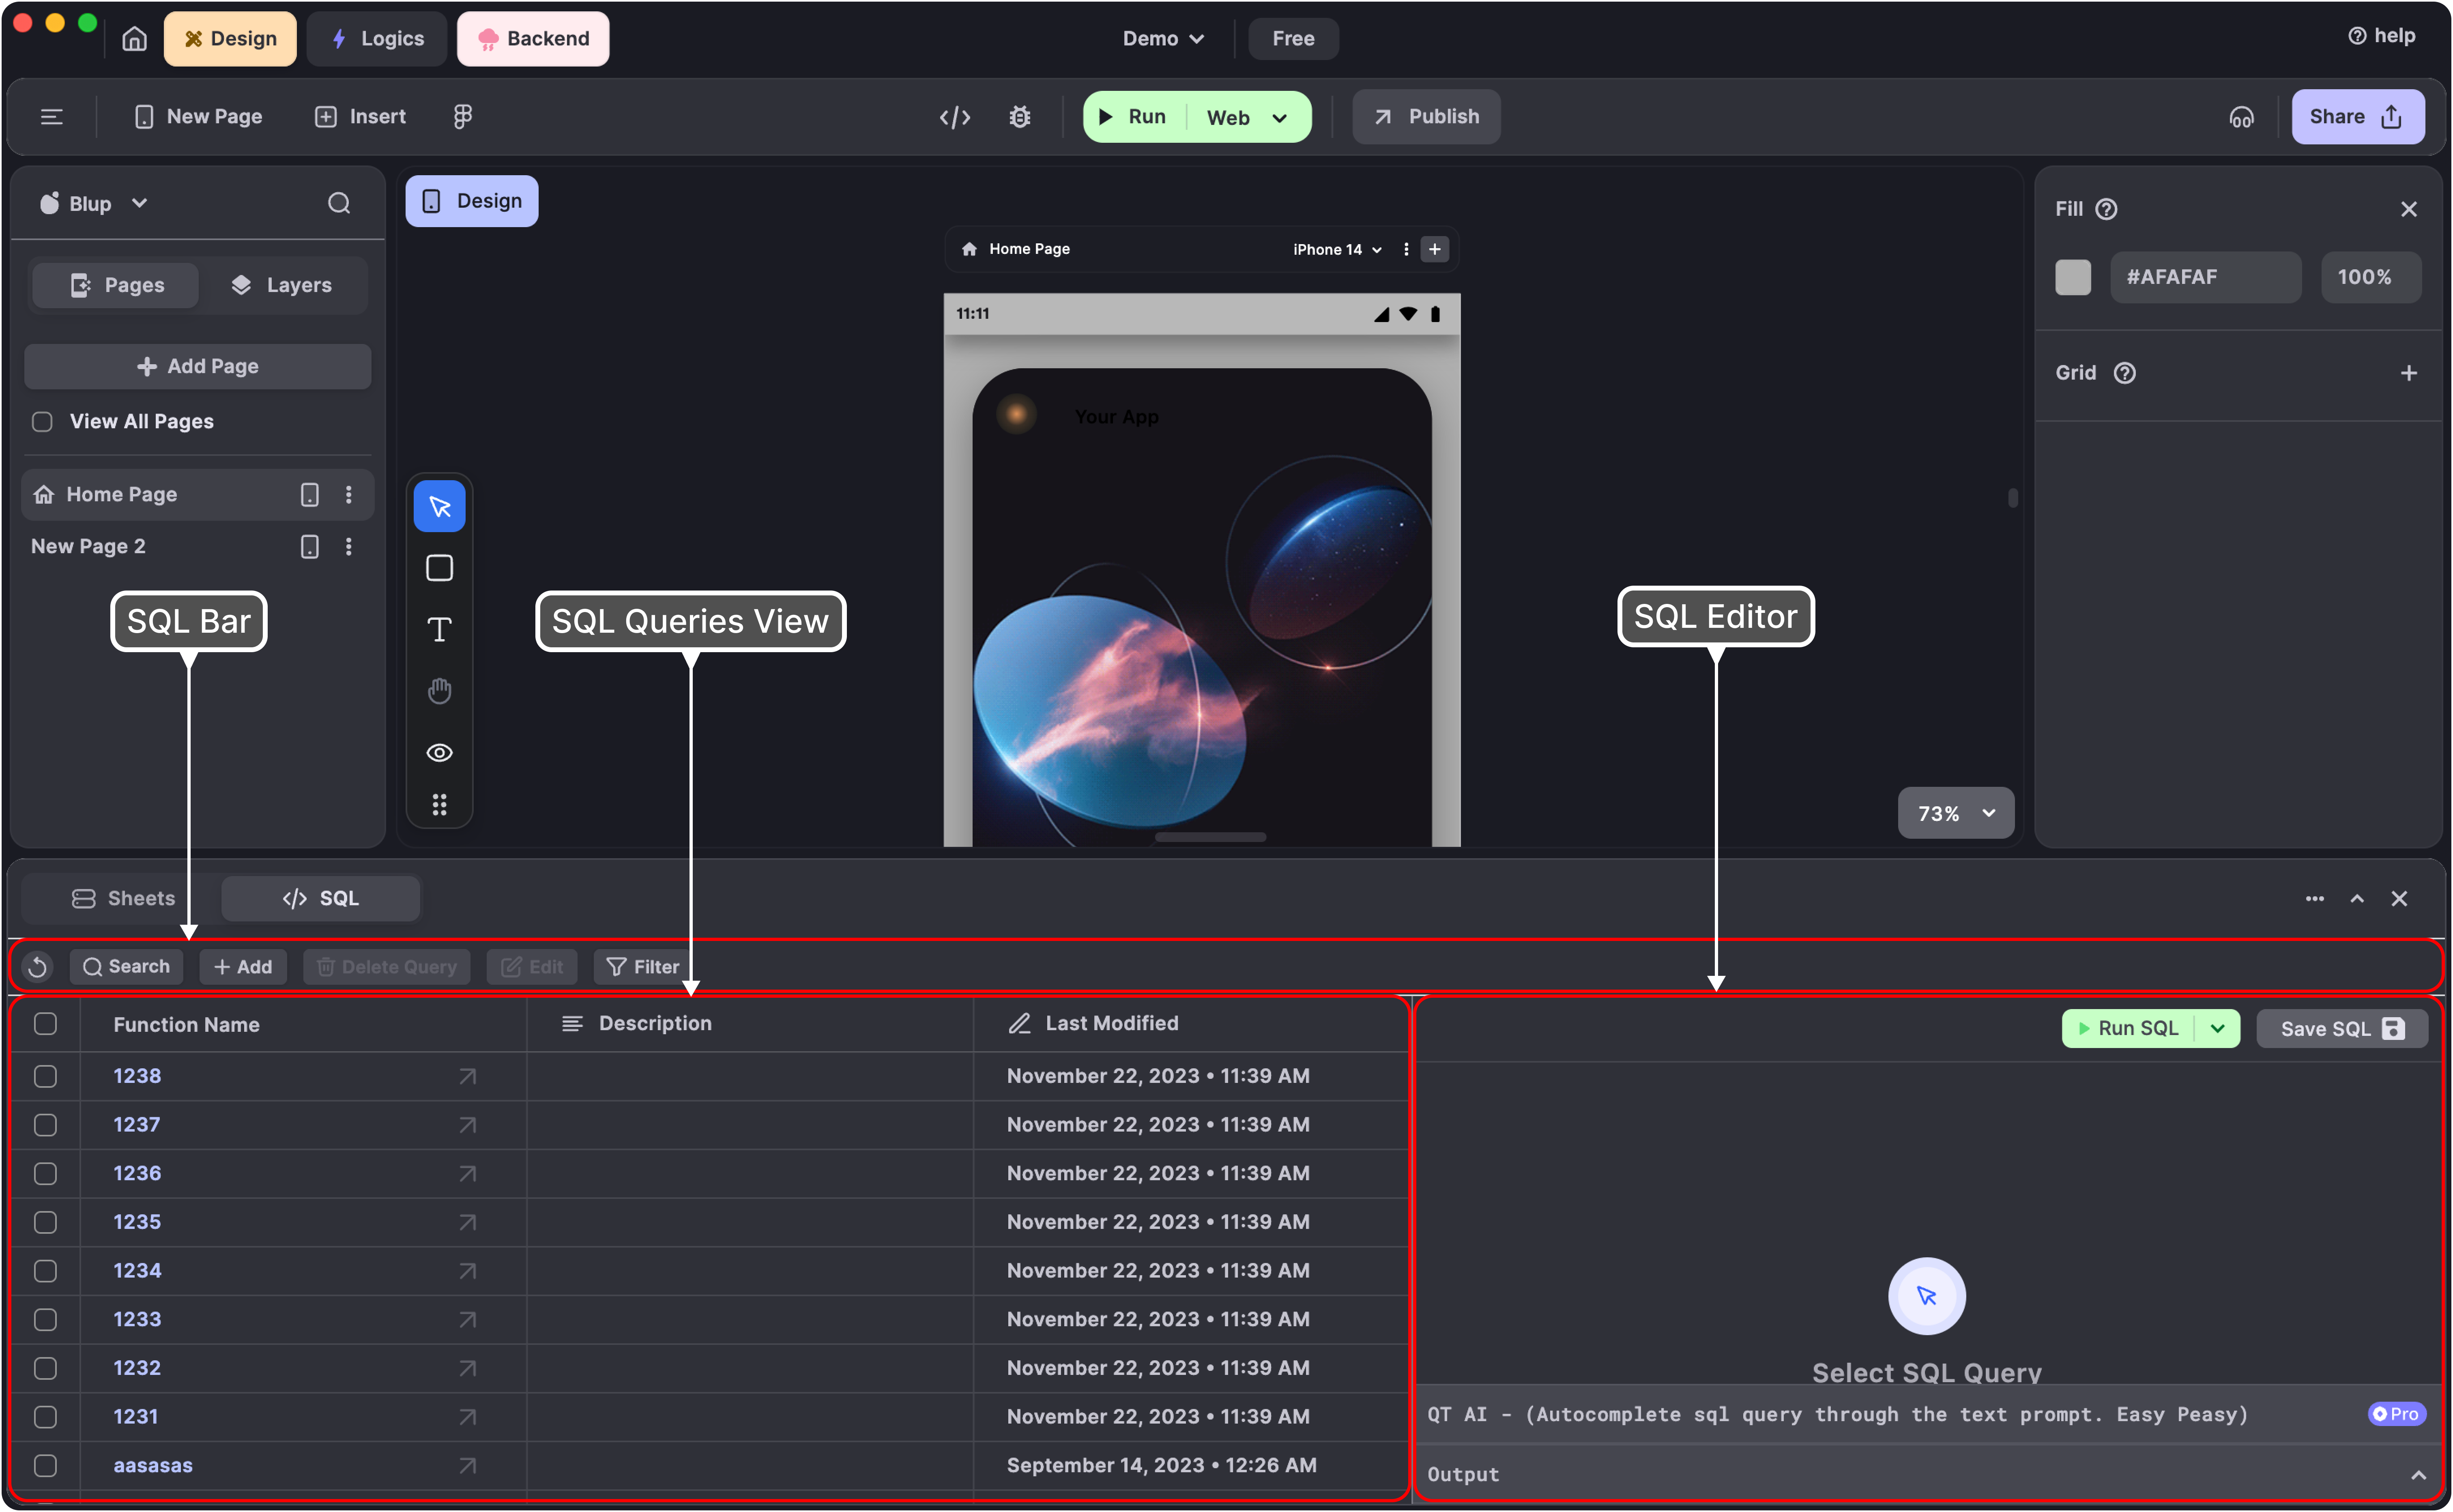 Design Logics Backend Demo Free help
New Page Insert Run Web Publish Share
Blup
Pages Layers
Add Page
View All Pages
Home Page
New Page 2
Design
Home Page iPhone 14
11:11
Your App
Fill
#AFAFAF 100%
Grid
SQL Bar
SQL Queries View
SQL Editor
73%
Sheets SQL
Search Add Delete Query Edit Filter
Function Name Description Last Modified
1238 November 22, 2023 • 11:39 AM
1237 November 22, 2023 • 11:39 AM
1236 November 22, 2023 • 11:39 AM
1235 November 22, 2023 • 11:39 AM
1234 November 22, 2023 • 11:39 AM
1233 November 22, 2023 • 11:39 AM
1232 November 22, 2023 • 11:39 AM
1231 November 22, 2023 • 11:39 AM
aasasas September 14, 2023 • 12:26 AM
Run SQL Save SQL
Select SQL Query
QT AI - (Autocomplete sql query through the text prompt. Easy Peasy) Pro
Output